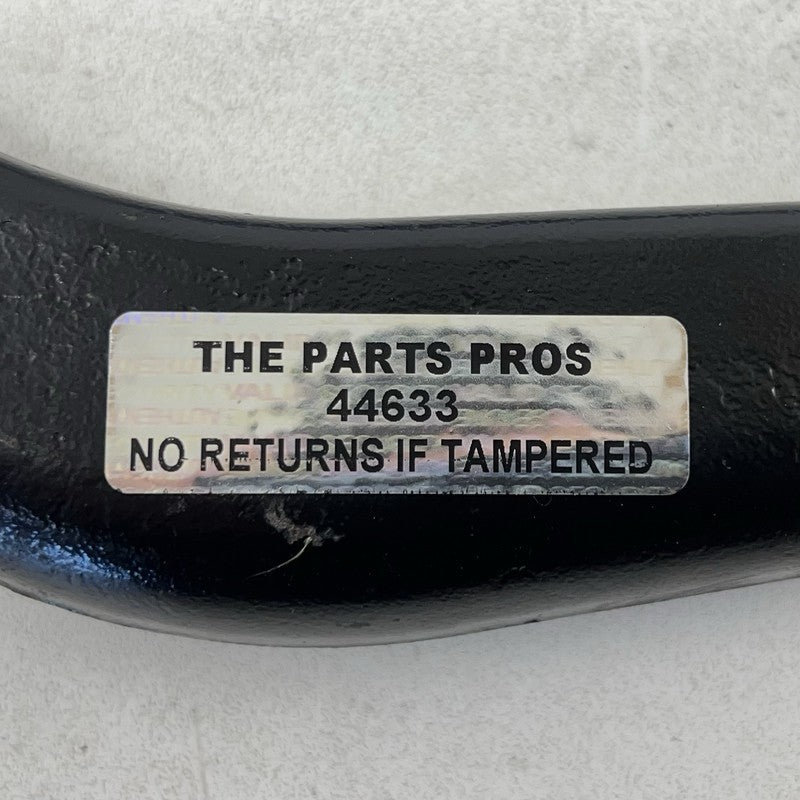 THE PARTS PROS
44633
NO RETURNS IF TAMPERED